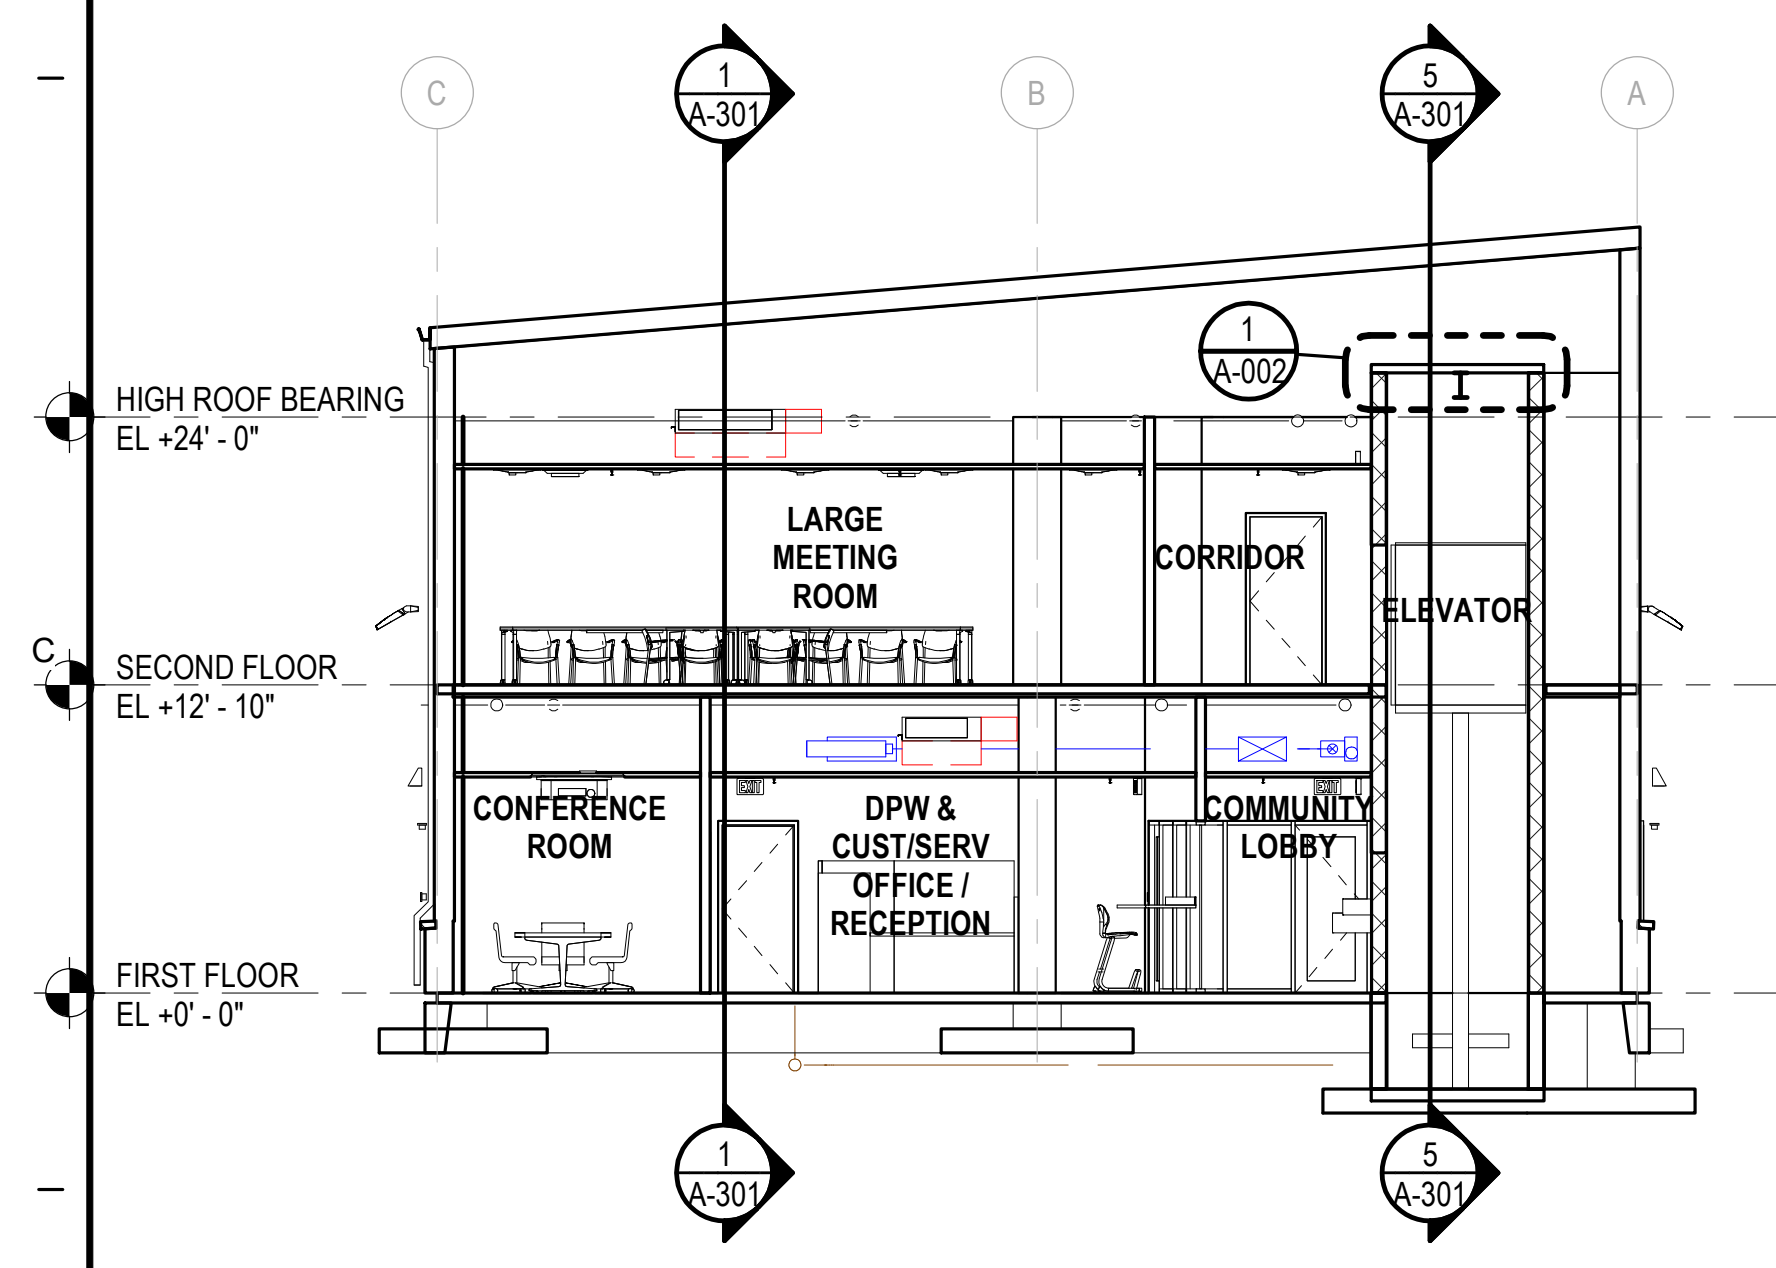 C
1
A-301
B
5
A-301
A
1
A-002
HIGH ROOF BEARING
EL +24' - 0"
LARGE
MEETING
ROOM
CORRIDOR
ELEVATOR
C
SECOND FLOOR
EL +12' - 10"
EXIT
EXIT
CONFERENCE
ROOM
DPW &
CUST/SERV
OFFICE /
RECEPTION
COMMUNITY
LOBBY
FIRST FLOOR
EL +0' - 0"
1
A-301
5
A-301